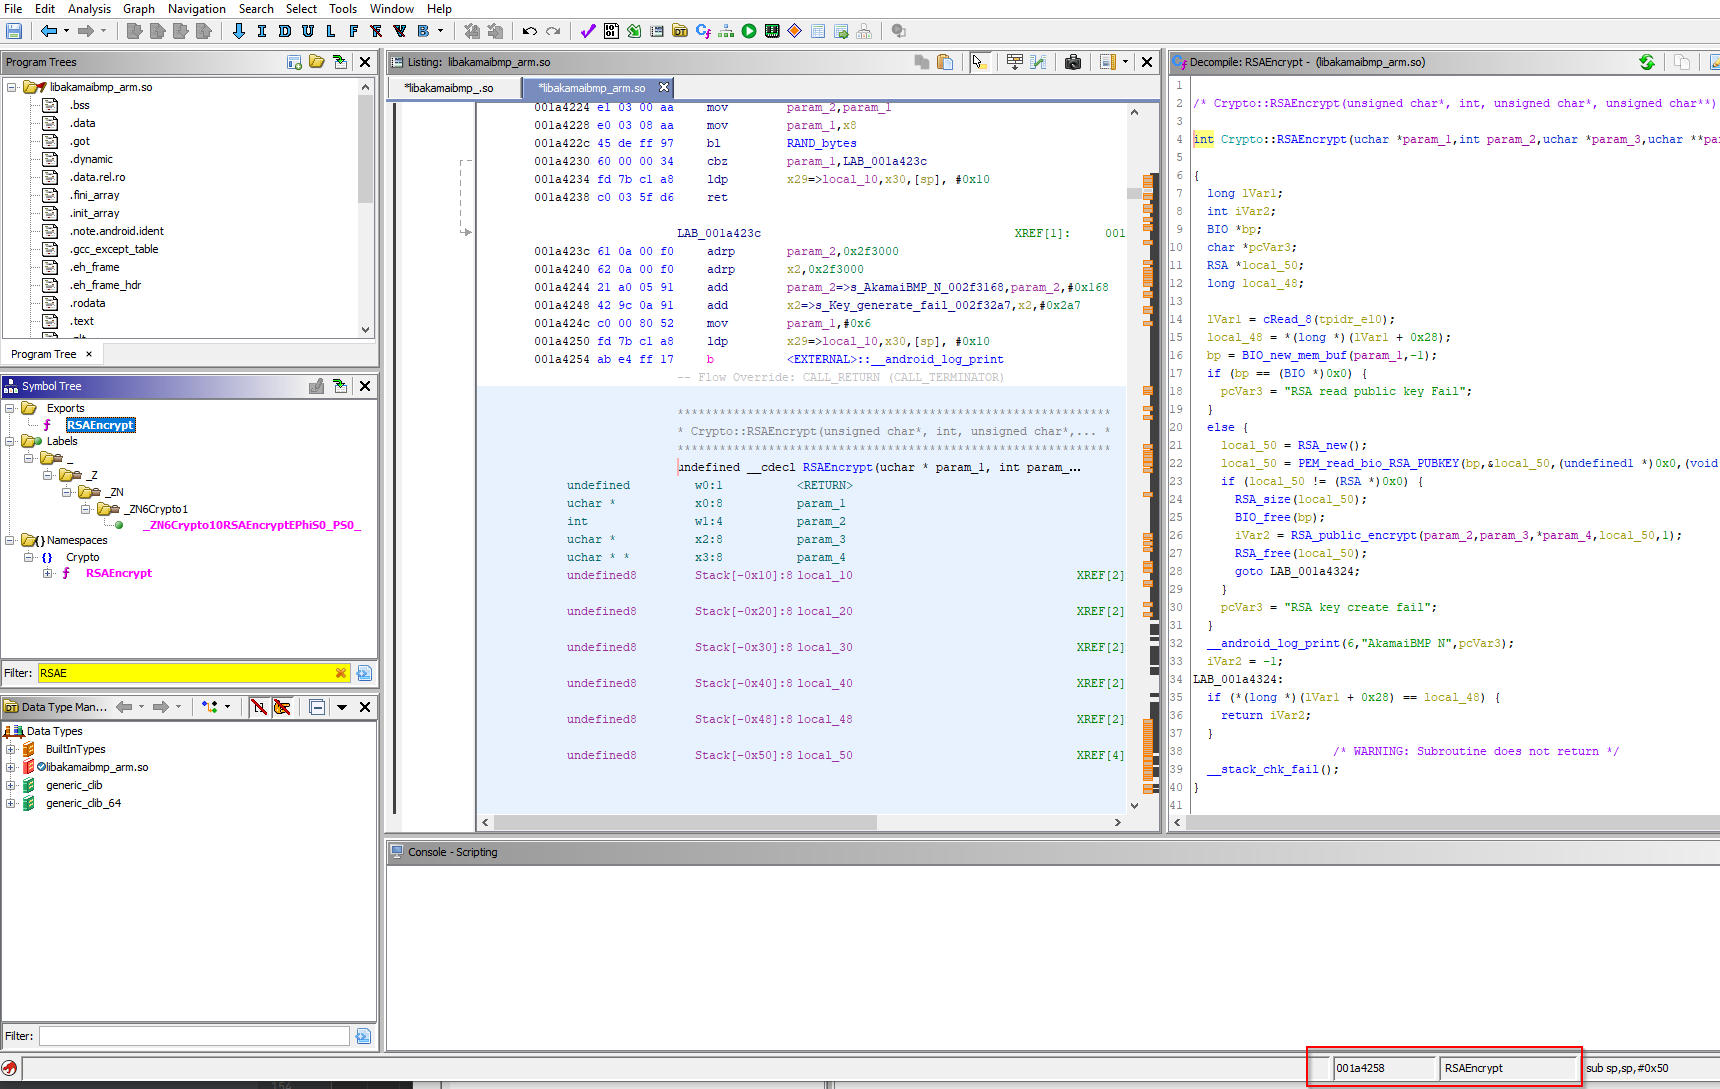 File Edit Analysis Graph Navigation Search Select Tools Window Help
I D U L F B
Program Trees
libakamaibmp_arm.so
.bss
.data
.got
.dynamic
.data.rel.ro
.fini_array
.init_array
.note.android.ident
.gcc_except_table
.eh_frame
.eh_frame_hdr
.rodata
.text
Program Tree ×
Symbol Tree
Exports
f RSAEncrypt
Labels
_
_Z
_ZN
_ZN6Crypto1
_ZN6Crypto10RSAEncryptEPhiS0_PS0_
Namespaces
{} Crypto
f RSAEncrypt
Filter: RSAE
Data Type Man...
Data Types
BuiltInTypes
libakamaibmp_arm.so
generic_clib
generic_clib_64
Filter:
Listing: libakamaibmp_arm.so
*libakamaibmp_.so *libakamaibmp_arm.so
001a4224 e1 03 00 aa mov param_2,param_1
001a4228 e0 03 08 aa mov param_1,x8
001a422c 45 de ff 97 bl RAND_bytes
001a4230 60 00 00 34 cbz param_1,LAB_001a423c
001a4234 fd 7b c1 a8 ldp x29=>local_10,x30,[sp], #0x10
001a4238 c0 03 5f d6 ret
LAB_001a423c XREF[1]: 001
001a423c 61 0a 00 f0 adrp param_2,0x2f3000
001a4240 62 0a 00 f0 adrp x2,0x2f3000
001a4244 21 a0 05 91 add param_2=>s_AkamaiBMP_N_002f3168,param_2,#0x168
001a4248 42 9c 0a 91 add x2=>s_Key_generate_fail_002f32a7,x2,#0x2a7
001a424c c0 00 80 52 mov param_1,#0x6
001a4250 fd 7b c1 a8 ldp x29=>local_10,x30,[sp], #0x10
001a4254 ab e4 ff 17 b <EXTERNAL>::__android_log_print
-- Flow Override: CALL_RETURN (CALL_TERMINATOR)
**************************************************************
* Crypto::RSAEncrypt(unsigned char*, int, unsigned char*,... *
**************************************************************
undefined __cdecl RSAEncrypt(uchar * param_1, int param_...
undefined w0:1 <RETURN>
uchar * x0:8 param_1
int w1:4 param_2
uchar * x2:8 param_3
uchar * * x3:8 param_4
undefined8 Stack[-0x10]:8 local_10 XREF[2]
undefined8 Stack[-0x20]:8 local_20 XREF[2]
undefined8 Stack[-0x30]:8 local_30 XREF[2]
undefined8 Stack[-0x40]:8 local_40 XREF[2]
undefined8 Stack[-0x48]:8 local_48 XREF[2]
undefined8 Stack[-0x50]:8 local_50 XREF[4]
Decompile: RSAEncrypt - (libakamaibmp_arm.so)
1
2 /* Crypto::RSAEncrypt(unsigned char*, int, unsigned char*, unsigned char**)
3
4 int Crypto::RSAEncrypt(uchar *param_1,int param_2,uchar *param_3,uchar **pa
5
6 {
7 long lVar1;
8 int iVar2;
9 BIO *bp;
10 char *pcVar3;
11 RSA *local_50;
12 long local_48;
13
14 lVar1 = cRead_8(tpidr_el0);
15 local_48 = *(long *)(lVar1 + 0x28);
16 bp = BIO_new_mem_buf(param_1,-1);
17 if (bp == (BIO *)0x0) {
18 pcVar3 = "RSA read public key Fail";
19 }
20 else {
21 local_50 = RSA_new();
22 local_50 = PEM_read_bio_RSA_PUBKEY(bp,&local_50,(undefined1 *)0x0,(void
23 if (local_50 != (RSA *)0x0) {
24 RSA_size(local_50);
25 BIO_free(bp);
26 iVar2 = RSA_public_encrypt(param_2,param_3,*param_4,local_50,1);
27 RSA_free(local_50);
28 goto LAB_001a4324;
29 }
30 pcVar3 = "RSA key create fail";
31 }
32 __android_log_print(6,"AkamaiBMP N",pcVar3);
33 iVar2 = -1;
34 LAB_001a4324:
35 if (*(long *)(lVar1 + 0x28) == local_48) {
36 return iVar2;
37 }
38 /* WARNING: Subroutine does not return */
39 __stack_chk_fail();
40 }
41
Console - Scripting
001a4258 RSAEncrypt sub sp,sp,#0x50
154